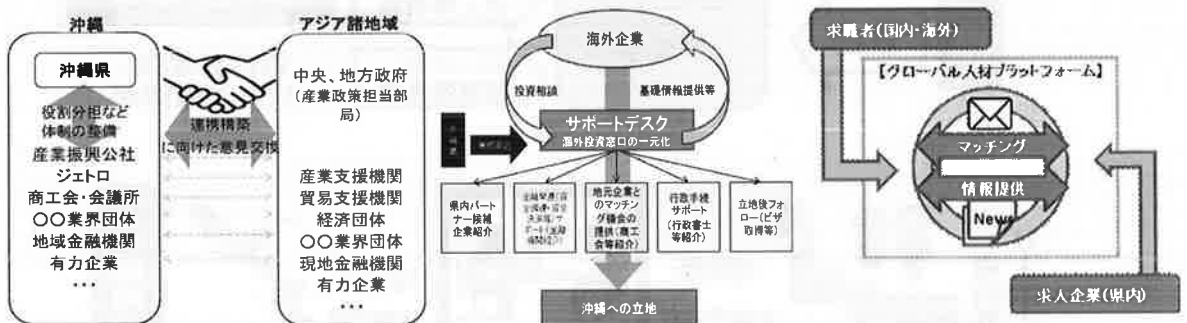 沖縄
沖縄県
役割分担など
体制の整備
産業振興公社
ジェトロ
商工会・会議所
〇〇業界団体
地域金融機関
有力企業
・・・
連携構築
に向けた意見交換
アジア諸地域
中央、地方政府
(産業政策担当部
局)
産業支援機関
貿易支援機関
経済団体
〇〇業界団体
現地金融機関
有力企業
・・・
海外企業
投資相談
基礎情報提供等
サポートデスク
海外投資窓口の一元化
県内パート
ナー候補
企業紹介
地元企業と
のマッチン
グ機会の
提供(商工
会等紹介)
行政手続
サポート
(行政書士
等紹介)
立地後フォ
ロー(ビザ
取得等)
沖縄への立地
求職者(国内・海外)
【グローバル人材プラットフォーム】
マッチング
情報提供
News
求人企業(県内)